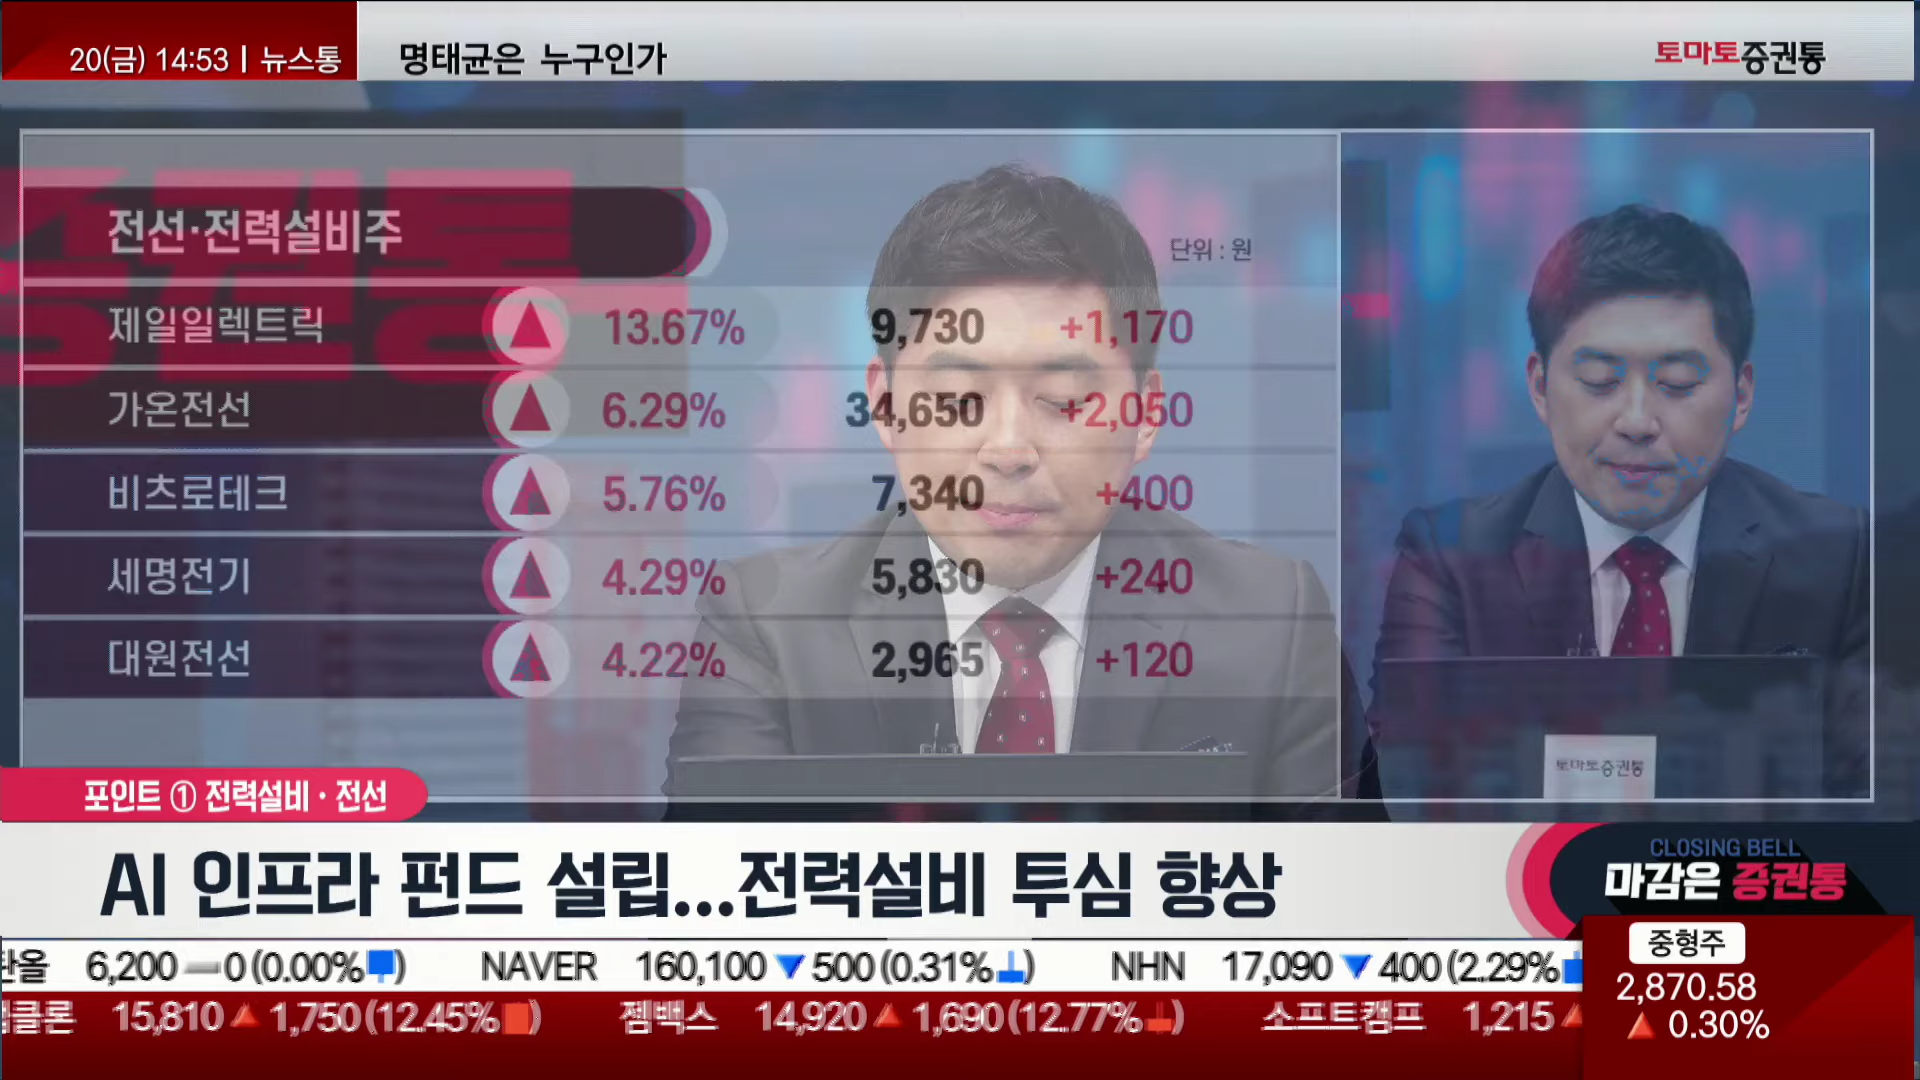 20(금) 14:53 | 뉴스통
명태균은 누구인가
토마토증권통
전선·전력설비주
단위 : 원
제일일렉트릭 13.67% 9,730 +1,170
가온전선 6.29% 34,650 +2,050
비츠로테크 5.76% 7,340 +400
세명전기 4.29% 5,830 +240
대원전선 4.22% 2,965 +120
토마토증권통
포인트 ① 전력설비·전선
AI 인프라 펀드 설립...전력설비 투심 향상
CLOSING BELL
마감은 증권통
6,200 0 (0.00%) NAVER 160,100 ▼ 500 (0.31%) NHN 17,090 ▼ 400 (2.29%
15,810 ▲ 1,750 (12.45%) 젬백스 14,920 ▲ 1,690 (12.77%) 소프트캠프 1,215 ▲
중형주
2,870.58
▲ 0.30%